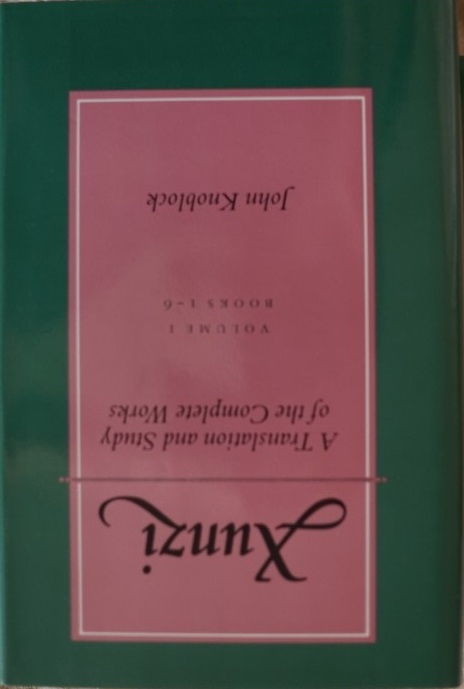 Xunzi
A Translation and Study
of the Complete Works
VOLUME I
BOOKS 1–6
John Knoblock